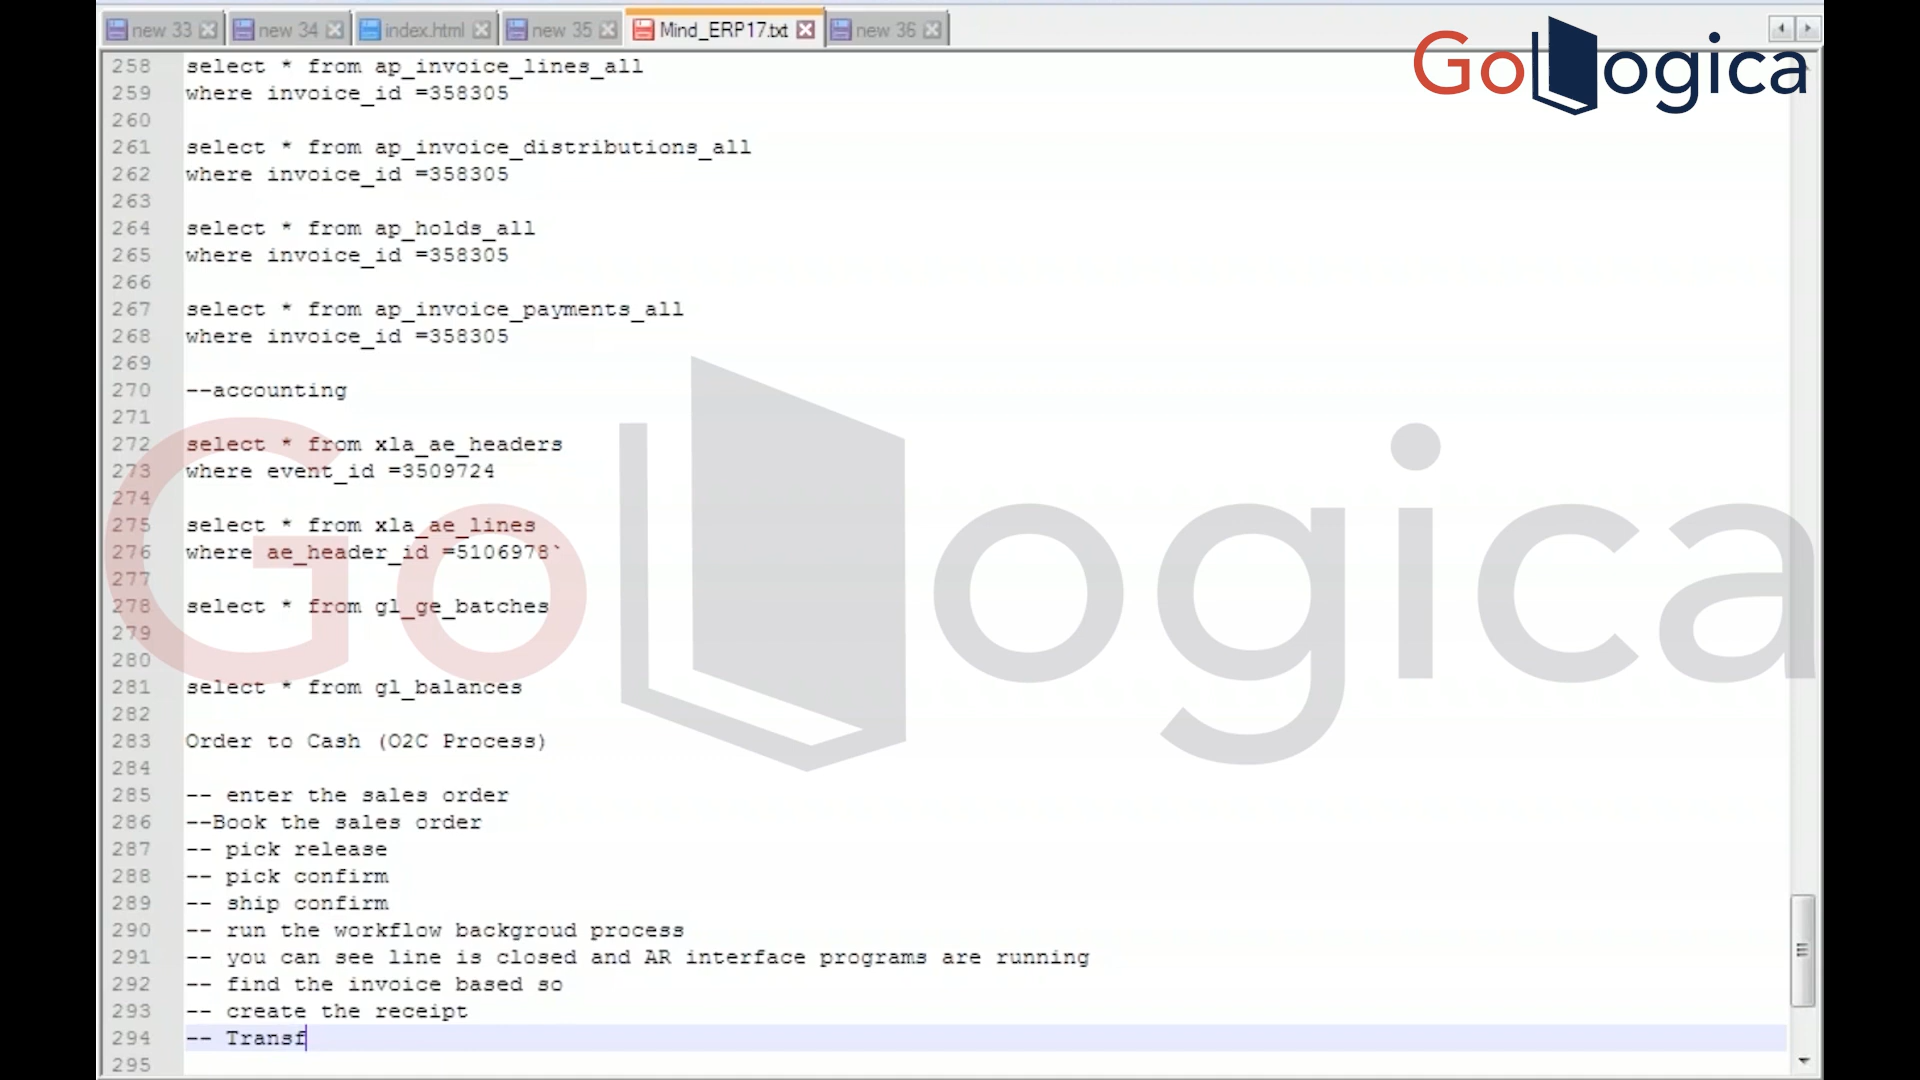 new 33 new 34 index.html new 35 Mind_ERP17.txt new 36
GoLogica
258 select * from ap_invoice_lines_all
259 where invoice_id =358305
260
261 select * from ap_invoice_distributions_all
262 where invoice_id =358305
263
264 select * from ap_holds_all
265 where invoice_id =358305
266
267 select * from ap_invoice_payments_all
268 where invoice_id =358305
269
270 --accounting
271
272 select * from xla_ae_headers
273 where event_id =3509724
274
275 select * from xla_ae_lines
276 where ae_header_id =5106978`
277
278 select * from gl_ge_batches
279
280
281 select * from gl_balances
282
283 Order to Cash (O2C Process)
284
285 -- enter the sales order
286 --Book the sales order
287 -- pick release
288 -- pick confirm
289 -- ship confirm
290 -- run the workflow backgroud process
291 -- you can see line is closed and AR interface programs are running
292 -- find the invoice based so
293 -- create the receipt
294 -- Transf
295
GoLogica